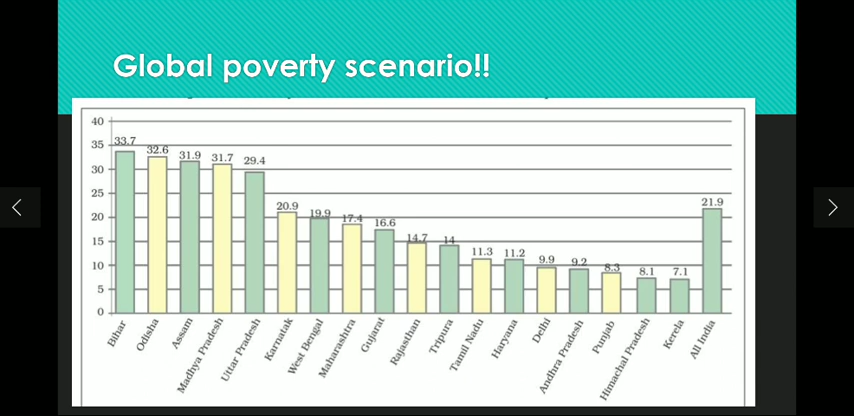 Global poverty scenario!!
40
35
30
25
20
15
10
5
0
33.7
32.6
31.9
31.7
29.4
20.9
19.9
17.4
16.6
14.7
14
11.3
11.2
9.9
9.2
8.3
8.1
7.1
21.9
Bihar
Odisha
Assam
Madhya Pradesh
Uttar Pradesh
Karnatak
West Bengal
Maharashtra
Gujarat
Rajasthan
Tripura
Tamil Nadu
Haryana
Delhi
Andhra Pradesh
Punjab
Himachal Pradesh
Kerela
All India